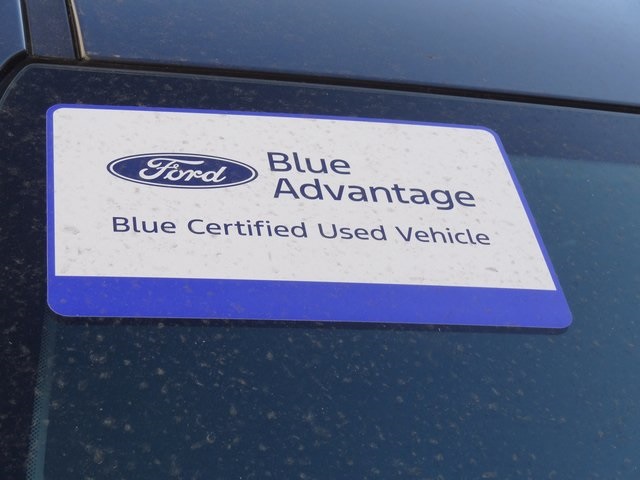 Ford Blue
Advantage
Blue Certified Used Vehicle